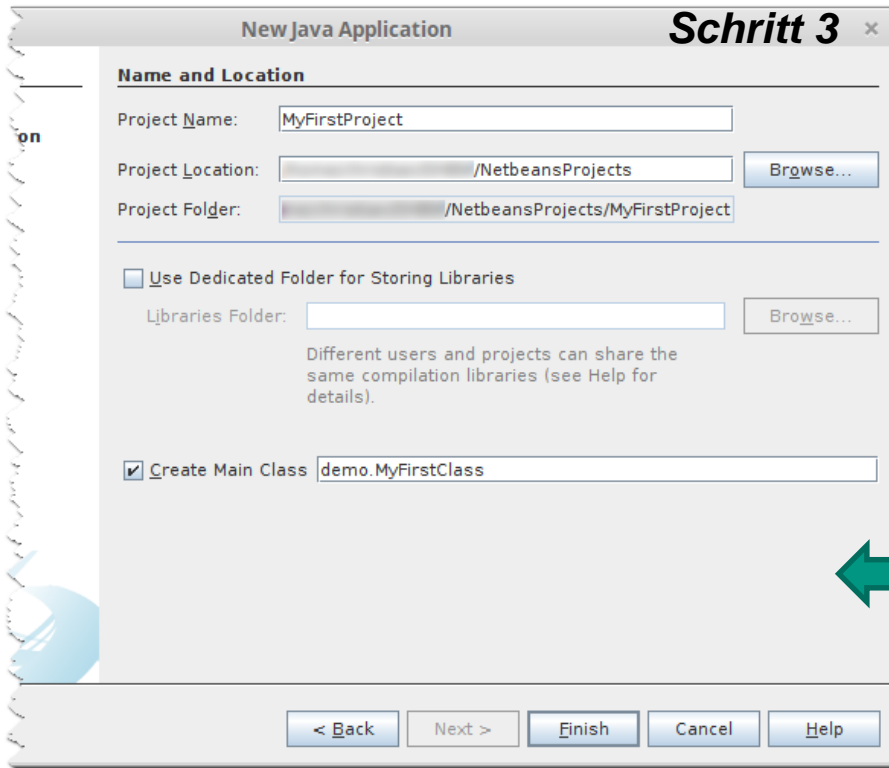 New Java Application
Schritt 3
on
Name and Location
Project Name: MyFirstProject
Project Location: /NetbeansProjects Browse...
Project Folder: /NetbeansProjects/MyFirstProject
Use Dedicated Folder for Storing Libraries
Libraries Folder: Browse...
Different users and projects can share the
same compilation libraries (see Help for
details).
Create Main Class demo.MyFirstClass
< Back Next > Finish Cancel Help